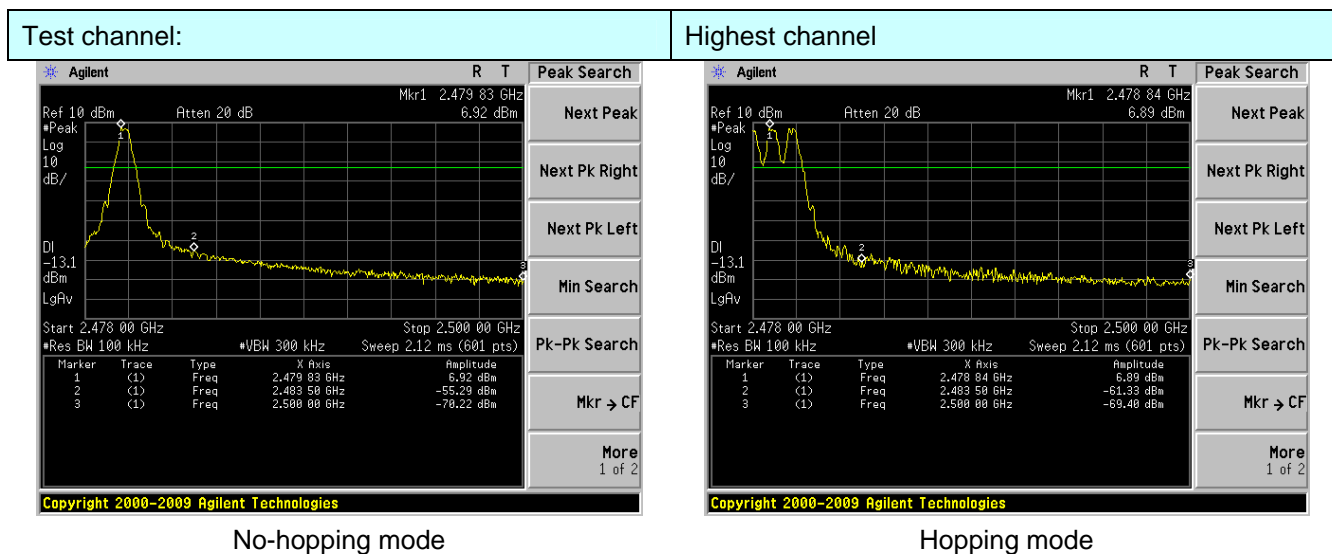 Test channel: Highest channel
Agilent R T Peak Search
Mkr1 2.479 83 GHz
Ref 10 dBm Atten 20 dB 6.92 dBm
#Peak
Log
10
dB/
DI
-13.1
dBm
LgAv
1
2
3
Start 2.478 00 GHz Stop 2.500 00 GHz
#Res BW 100 kHz #VBW 300 kHz Sweep 2.12 ms (601 pts)
Marker Trace Type X Axis Amplitude
1 (1) Freq 2.479 83 GHz 6.92 dBm
2 (1) Freq 2.483 50 GHz -55.29 dBm
3 (1) Freq 2.500 00 GHz -70.22 dBm
Next Peak
Next Pk Right
Next Pk Left
Min Search
Pk-Pk Search
Mkr → CF
More
1 of 2
Copyright 2000-2009 Agilent Technologies
No-hopping mode
Agilent R T Peak Search
Mkr1 2.478 84 GHz
Ref 10 dBm Atten 20 dB 6.89 dBm
#Peak
Log
10
dB/
DI
-13.1
dBm
LgAv
1
2
3
Start 2.478 00 GHz Stop 2.500 00 GHz
#Res BW 100 kHz #VBW 300 kHz Sweep 2.12 ms (601 pts)
Marker Trace Type X Axis Amplitude
1 (1) Freq 2.478 84 GHz 6.89 dBm
2 (1) Freq 2.483 50 GHz -61.33 dBm
3 (1) Freq 2.500 00 GHz -69.40 dBm
Next Peak
Next Pk Right
Next Pk Left
Min Search
Pk-Pk Search
Mkr → CF
More
1 of 2
Copyright 2000-2009 Agilent Technologies
Hopping mode